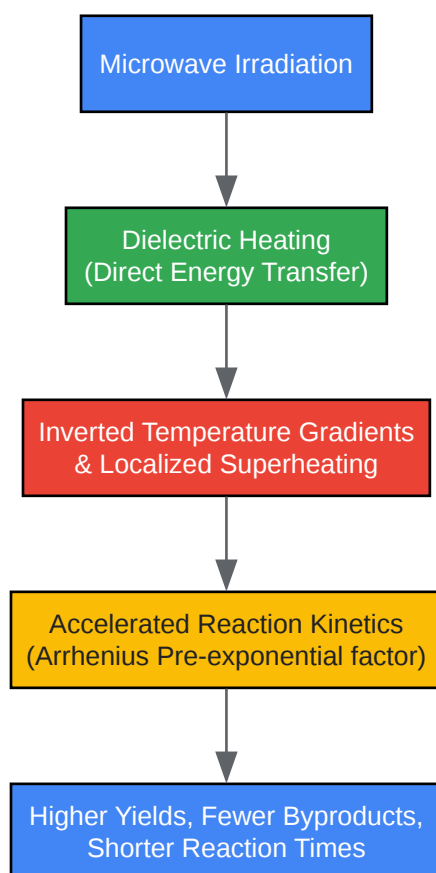 Microwave Irradiation
Dielectric Heating
(Direct Energy Transfer)
Inverted Temperature Gradients
& Localized Superheating
Accelerated Reaction Kinetics
(Arrhenius Pre-exponential factor)
Higher Yields, Fewer Byproducts,
Shorter Reaction Times